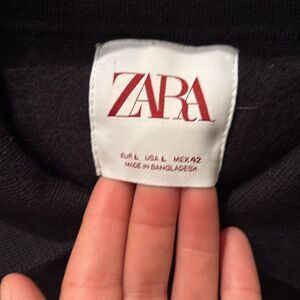 ZARA
EUR L USA L MEX 42
MADE IN BANGLADESH